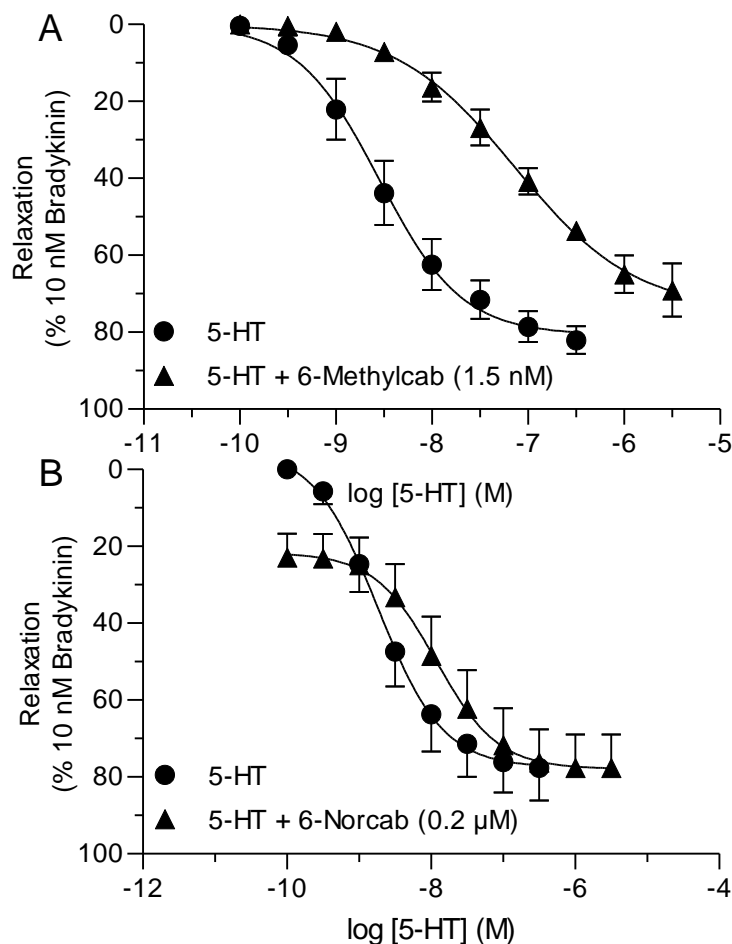 A
0
20
40
60
80
100
Relaxation
(% 10 nM Bradykinin)
5-HT
5-HT + 6-Methylcab (1.5 nM)
-11 -10 -9 -8 -7 -6 -5
log [5-HT] (M)
B
0
20
40
60
80
100
Relaxation
(% 10 nM Bradykinin)
5-HT
5-HT + 6-Norcab (0.2 µM)
-12 -10 -8 -6 -4
log [5-HT] (M)